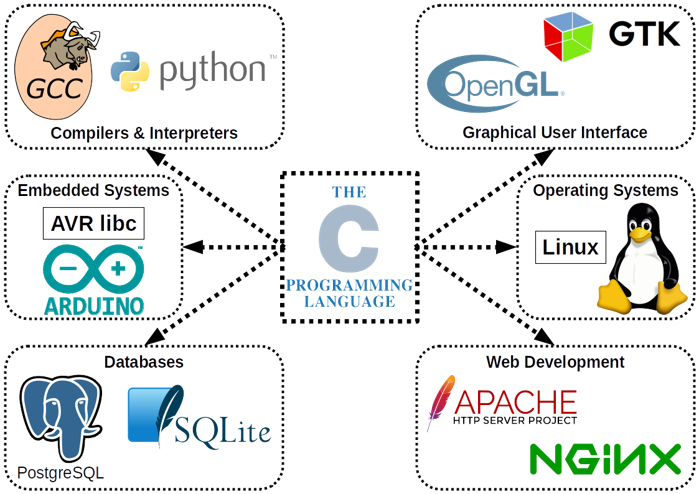 GCC
python™
Compilers & Interpreters
GTK
OpenGL®
Graphical User Interface
Embedded Systems
AVR libc
ARDUINO™
THE
C
PROGRAMMING
LANGUAGE
Operating Systems
Linux
Databases
PostgreSQL
SQLite
Web Development
APACHE
HTTP SERVER PROJECT
NGiNX